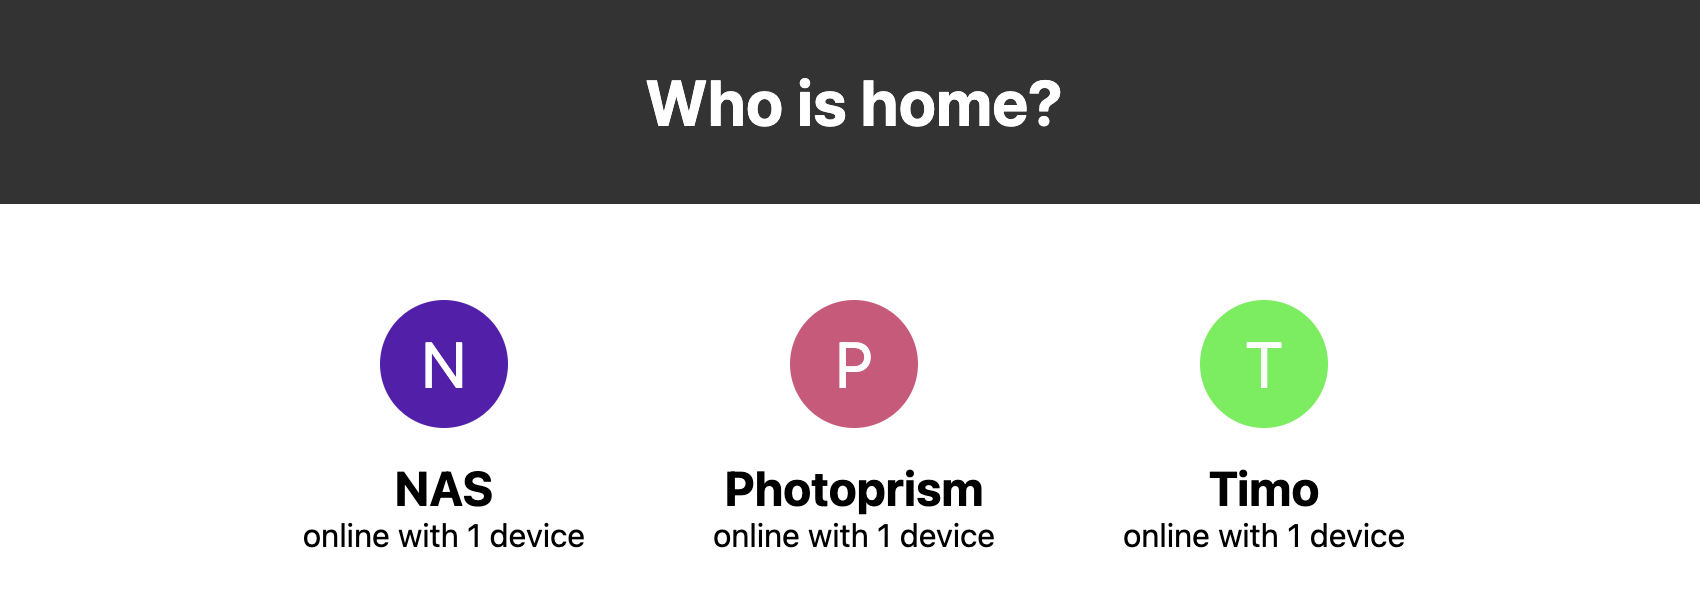 Who is home?
N
P
T
NAS
Photoprism
Timo
online with 1 device
online with 1 device
online with 1 device